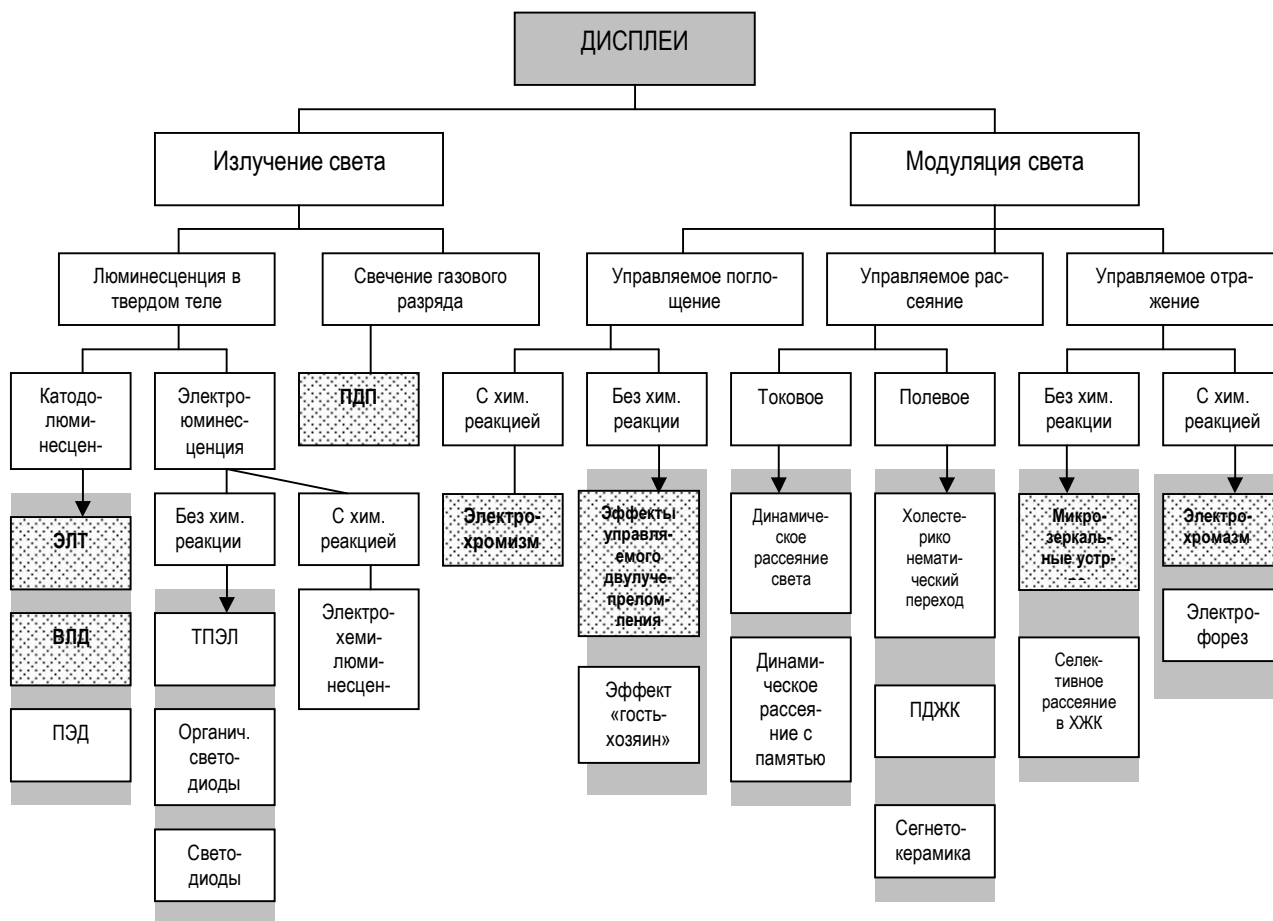 ДИСПЛЕИ
Излучение света
Модуляция света
Люминесценция в
твердом теле
Свечение газового
разряда
Управляемое погло-
щение
Управляемое рас-
сеяние
Управляемое отра-
жение
Катодо-
люми-
несцен-
Электро-
юминес-
ценция
ПДП
С хим.
реакцией
Без хим.
реакции
Токовое
Полевое
Без хим.
реакции
С хим.
реакцией
ЭЛТ
Без хим.
реакции
С хим.
реакцией
Электро-
хромизм
Эффекты
управля-
емого
двулуче-
прелом-
ления
Динамиче-
ское
рассеяние
света
Холесте-
рико
нематич
еский
переход
Микро-
зеркаль-
ные устр-
Электро-
хромазм
ВЛД
ТПЭЛ
Электро-
хеми-
люми-
несцен-
Электро-
форез
ПЭД
Органич.
свето-
диоды
Эффект
«гость-
хозяин»
Динами-
ческое
рассея-
ние с
памятью
ПДЖК
Селек-
тивное
рассеяние
в ХЖК
Свето-
диоды
Сегнето-
керамика